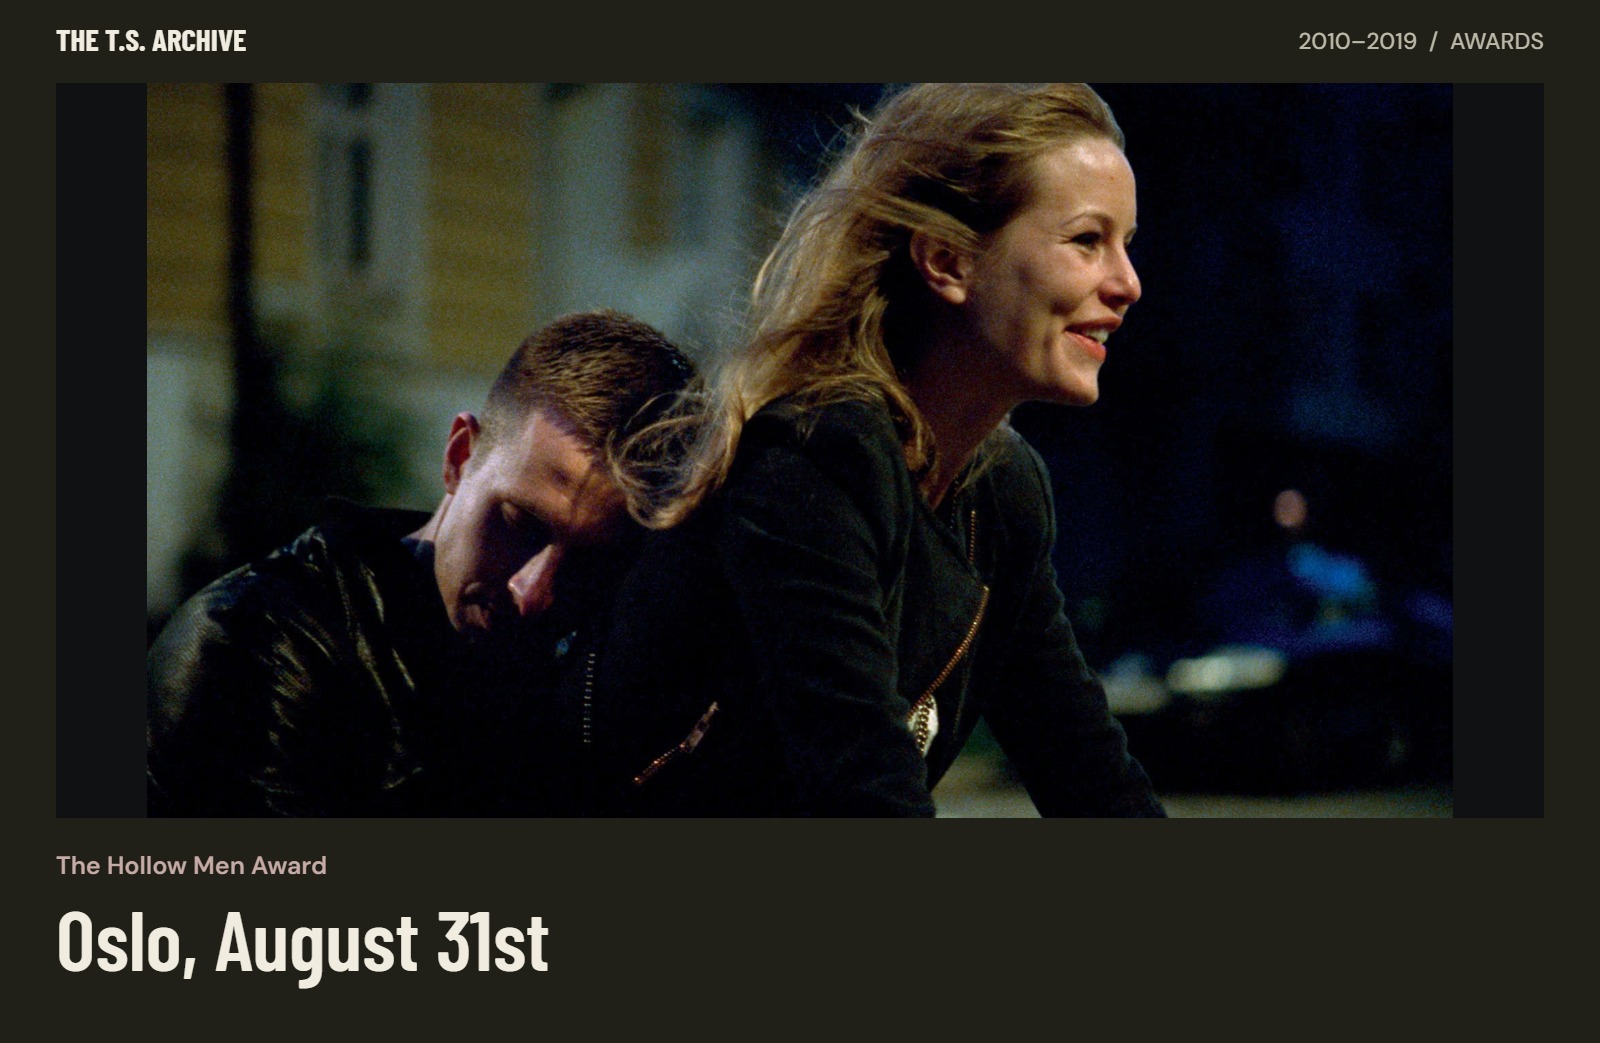 THE T.S. ARCHIVE
2010–2019 / AWARDS
The Hollow Men Award
Oslo, August 31st